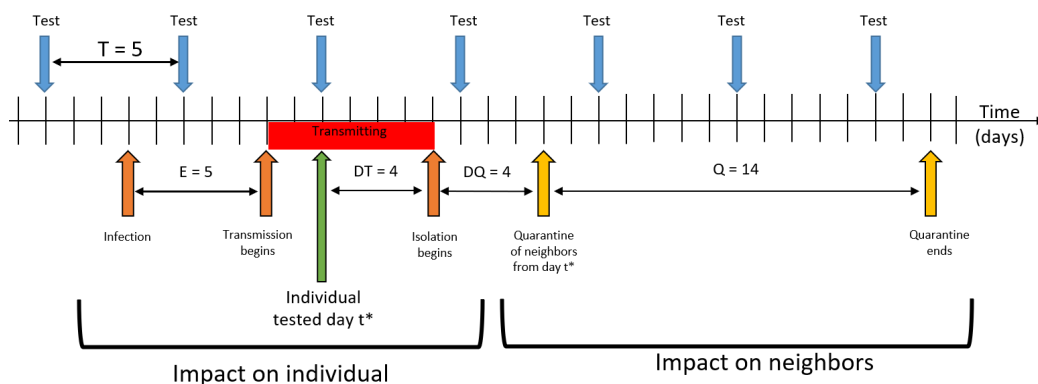 Test
Test
Test
Test
Test
Test
Test
T = 5
Time
(days)
Transmitting
E = 5
DT = 4
DQ = 4
Q = 14
Infection
Transmission
begins
Isolation
begins
Quarantine
of neighbors
from day t*
Quarantine
ends
Individual
tested day t*
Impact on individual
Impact on neighbors